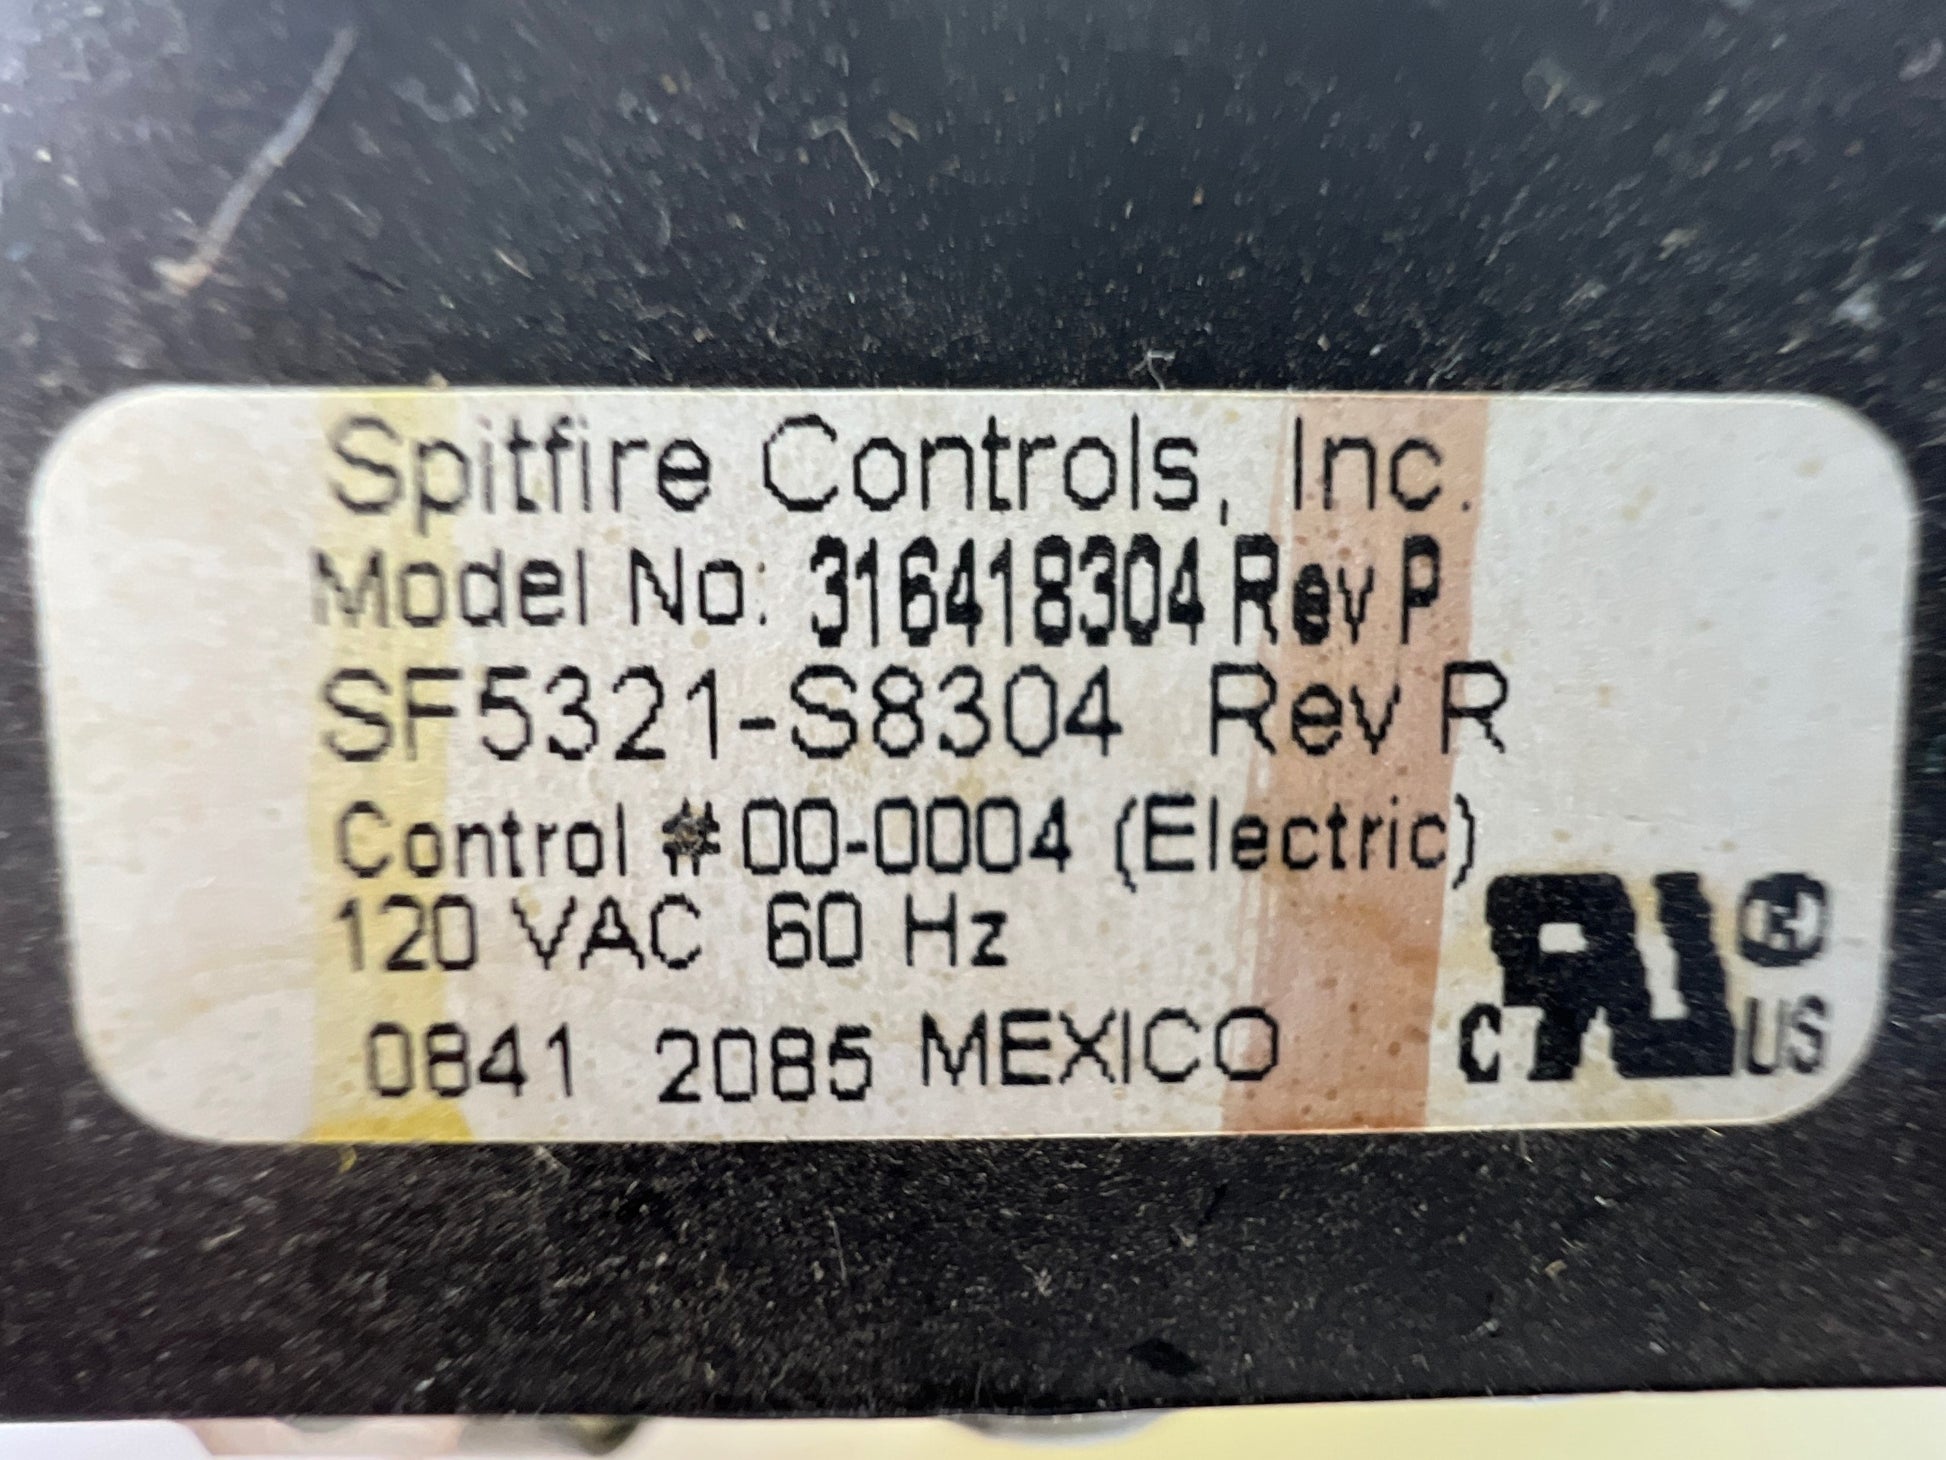 Spitfire Controls, Inc.
Model No: 316418304 Rev P
SF5321-S8304 Rev R
Control # 00-0004 (Electric)
120 VAC 60 Hz
0841 2085 MEXICO
c RU ® US